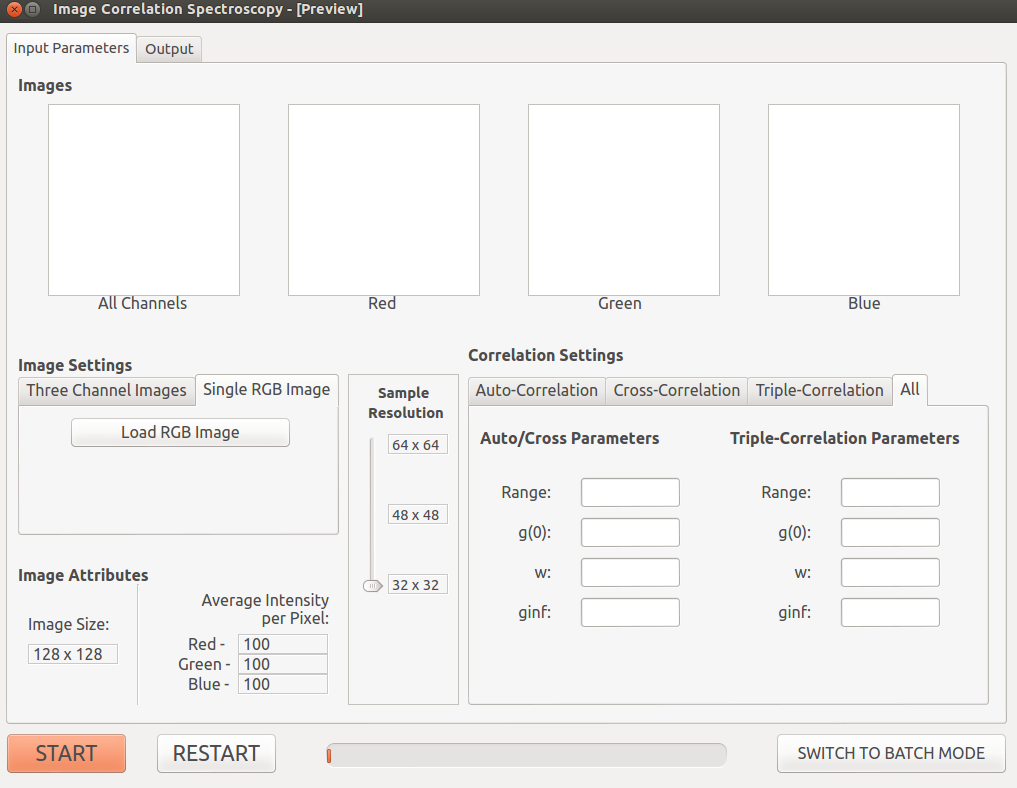 Image Correlation Spectroscopy - [Preview]
Input Parameters
Output
Images
All Channels
Red
Green
Blue
Image Settings
Three Channel Images
Single RGB Image
Load RGB Image
Image Attributes
Image Size:
128 x 128
Average Intensity
per Pixel:
Red - 100
Green - 100
Blue - 100
Sample
Resolution
64 x 64
48 x 48
32 x 32
Correlation Settings
Auto-Correlation
Cross-Correlation
Triple-Correlation
All
Auto/Cross Parameters
Range:
g(0):
w:
ginf:
Triple-Correlation Parameters
Range:
g(0):
w:
ginf:
START
RESTART
SWITCH TO BATCH MODE